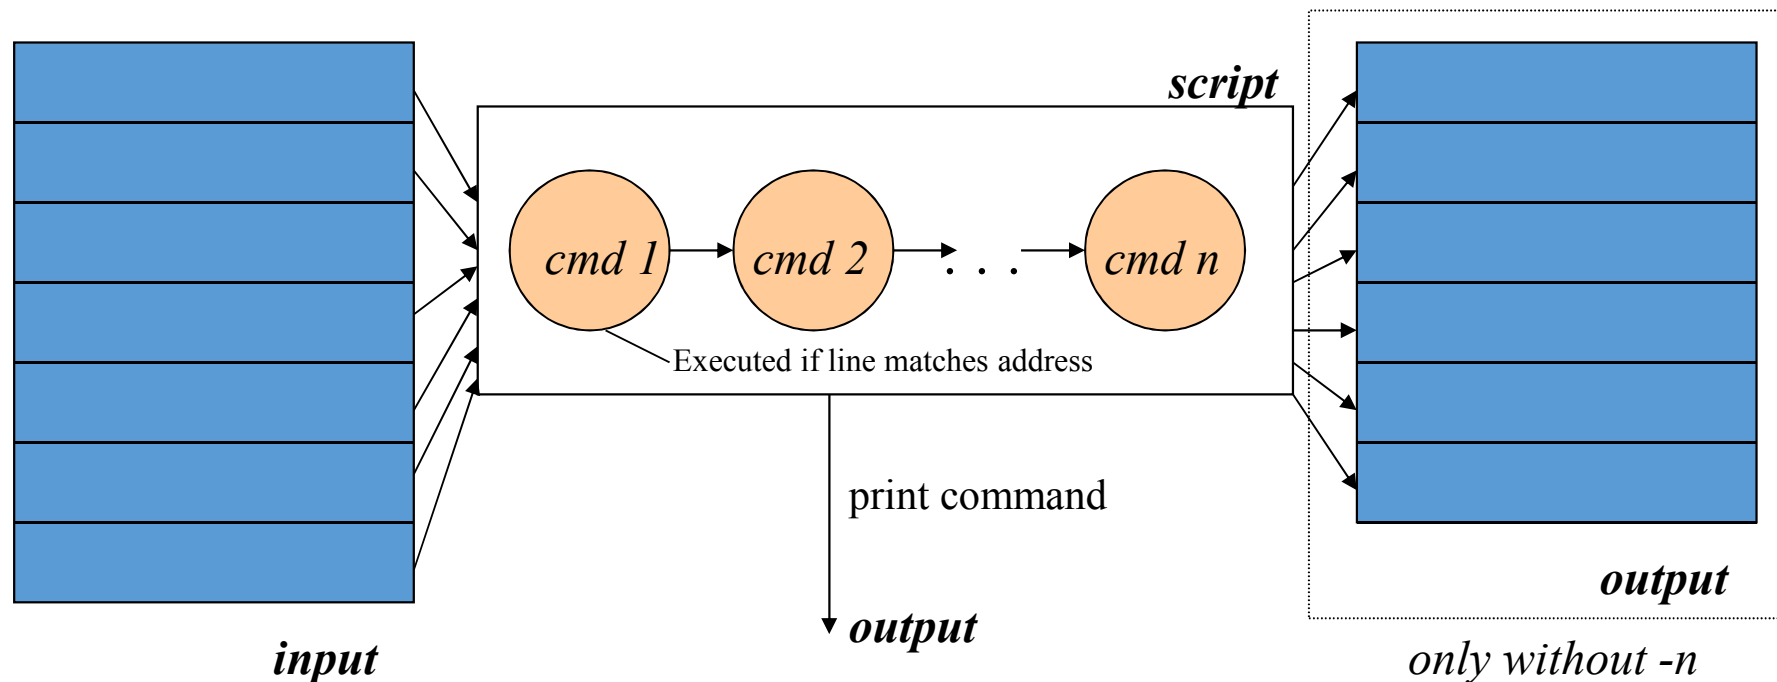 script
cmd 1
cmd 2
. . .
cmd n
Executed if line matches address
print command
output
output
input
only without -n